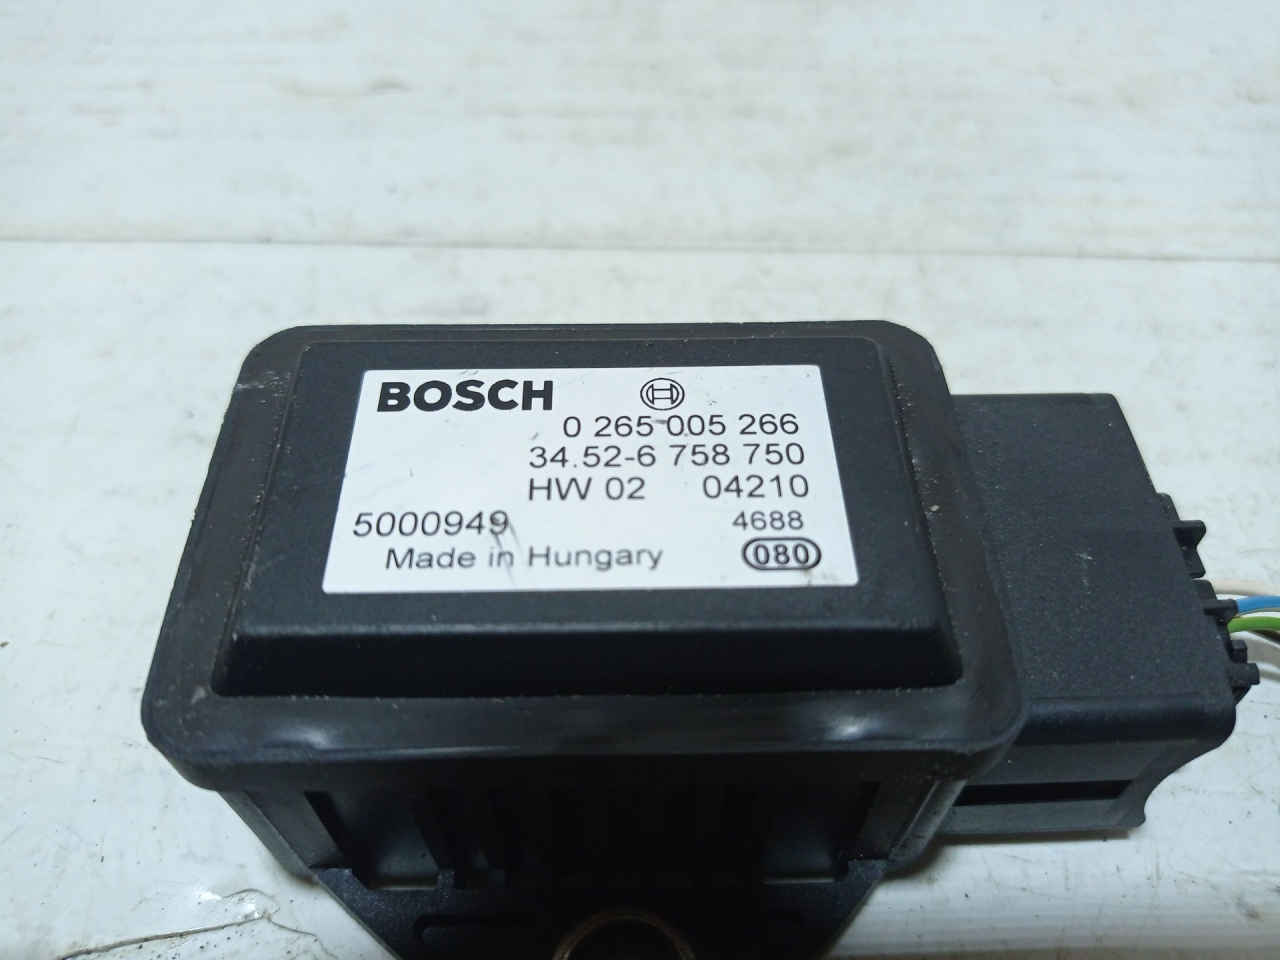 BOSCH
0 265 005 266
34.52-6 758 750
HW 02 04210
5000949 4688
Made in Hungary 080